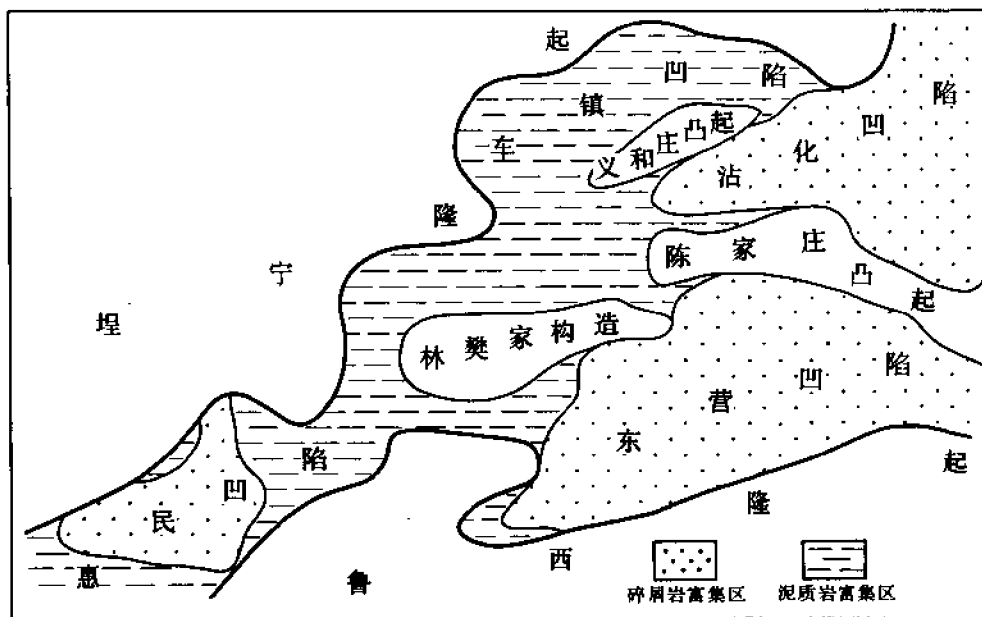 埕宁隆起
车镇凹陷
义和庄凸起
沾化凹陷
陈家庄凸起
林樊家构造
东营凹陷
惠民凹陷
鲁西隆起
碎屑岩富集区
泥质岩富集区